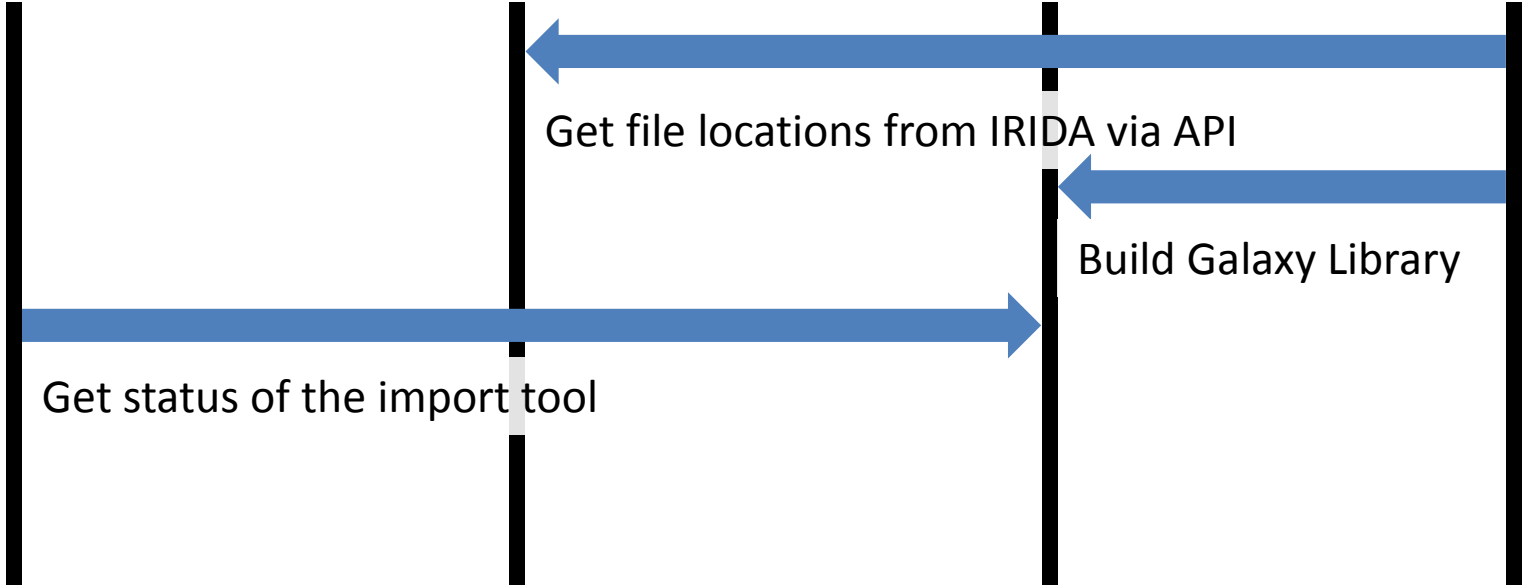 Get file locations from IRIDA via API
Build Galaxy Library
Get status of the import tool